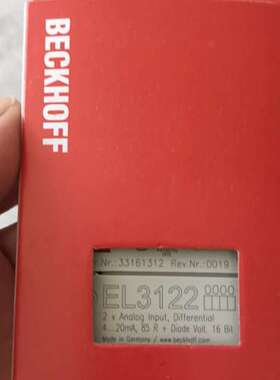 BECKHOFF
Nr.:33161312 Rev.Nr.:0019
EL3122
2 x Analog Input, Differential
4...20mA, 85 R + Diode Volt. 16 Bit
Made in Germany / www.beckhoff.com